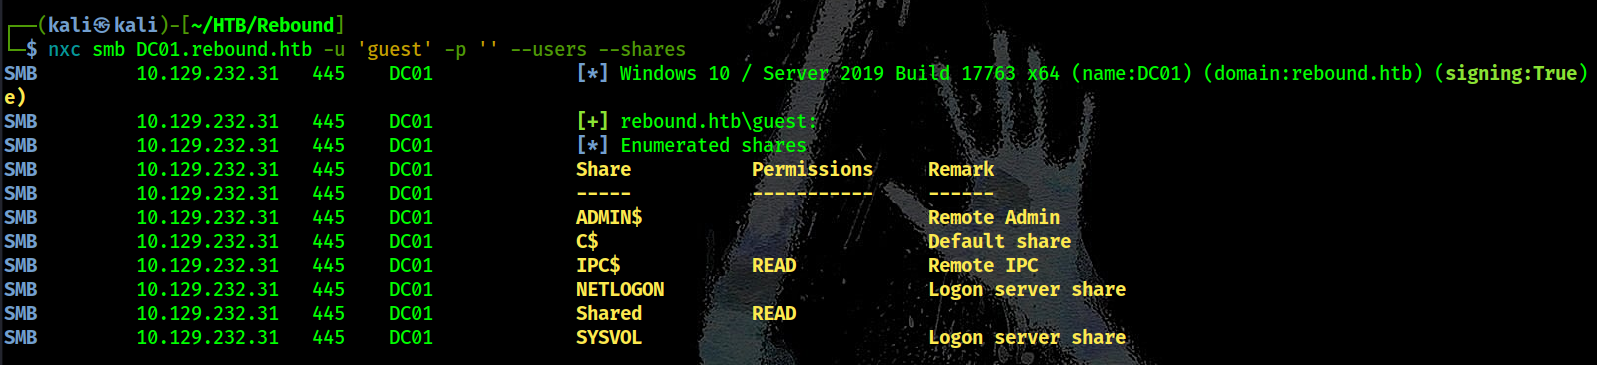 ┌──(kali㉿kali)-[~/HTB/Rebound]
└─$ nxc smb DC01.rebound.htb -u 'guest' -p '' --users --shares
SMB         10.129.232.31   445    DC01             [*] Windows 10 / Server 2019 Build 17763 x64 (name:DC01) (domain:rebound.htb) (signing:True)
e)
SMB         10.129.232.31   445    DC01             [+] rebound.htb\guest:
SMB         10.129.232.31   445    DC01             [*] Enumerated shares
SMB         10.129.232.31   445    DC01             Share           Permissions     Remark
SMB         10.129.232.31   445    DC01             -----           -----------     ------
SMB         10.129.232.31   445    DC01             ADMIN$                          Remote Admin
SMB         10.129.232.31   445    DC01             C$                              Default share
SMB         10.129.232.31   445    DC01             IPC$            READ            Remote IPC
SMB         10.129.232.31   445    DC01             NETLOGON                        Logon server share
SMB         10.129.232.31   445    DC01             Shared          READ
SMB         10.129.232.31   445    DC01             SYSVOL                          Logon server share